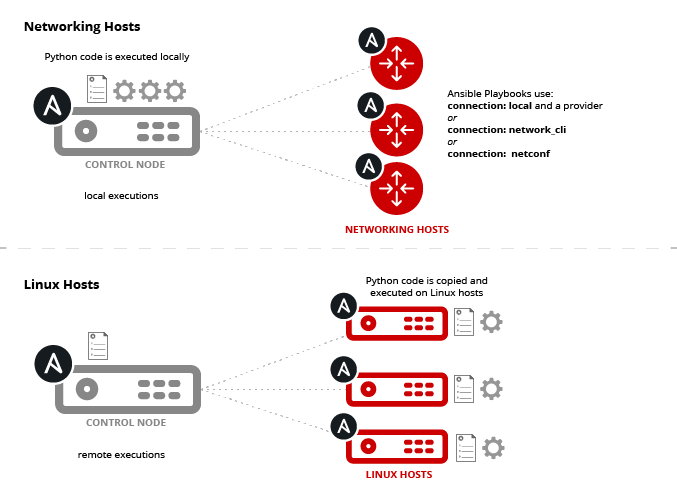 Networking Hosts
Python code is executed locally
CONTROL NODE
local executions
Ansible Playbooks use:
connection: local and a provider
or
connection: network_cli
or
connection: netconf
NETWORKING HOSTS
Linux Hosts
Python code is copied and
executed on Linux hosts
CONTROL NODE
remote executions
LINUX HOSTS